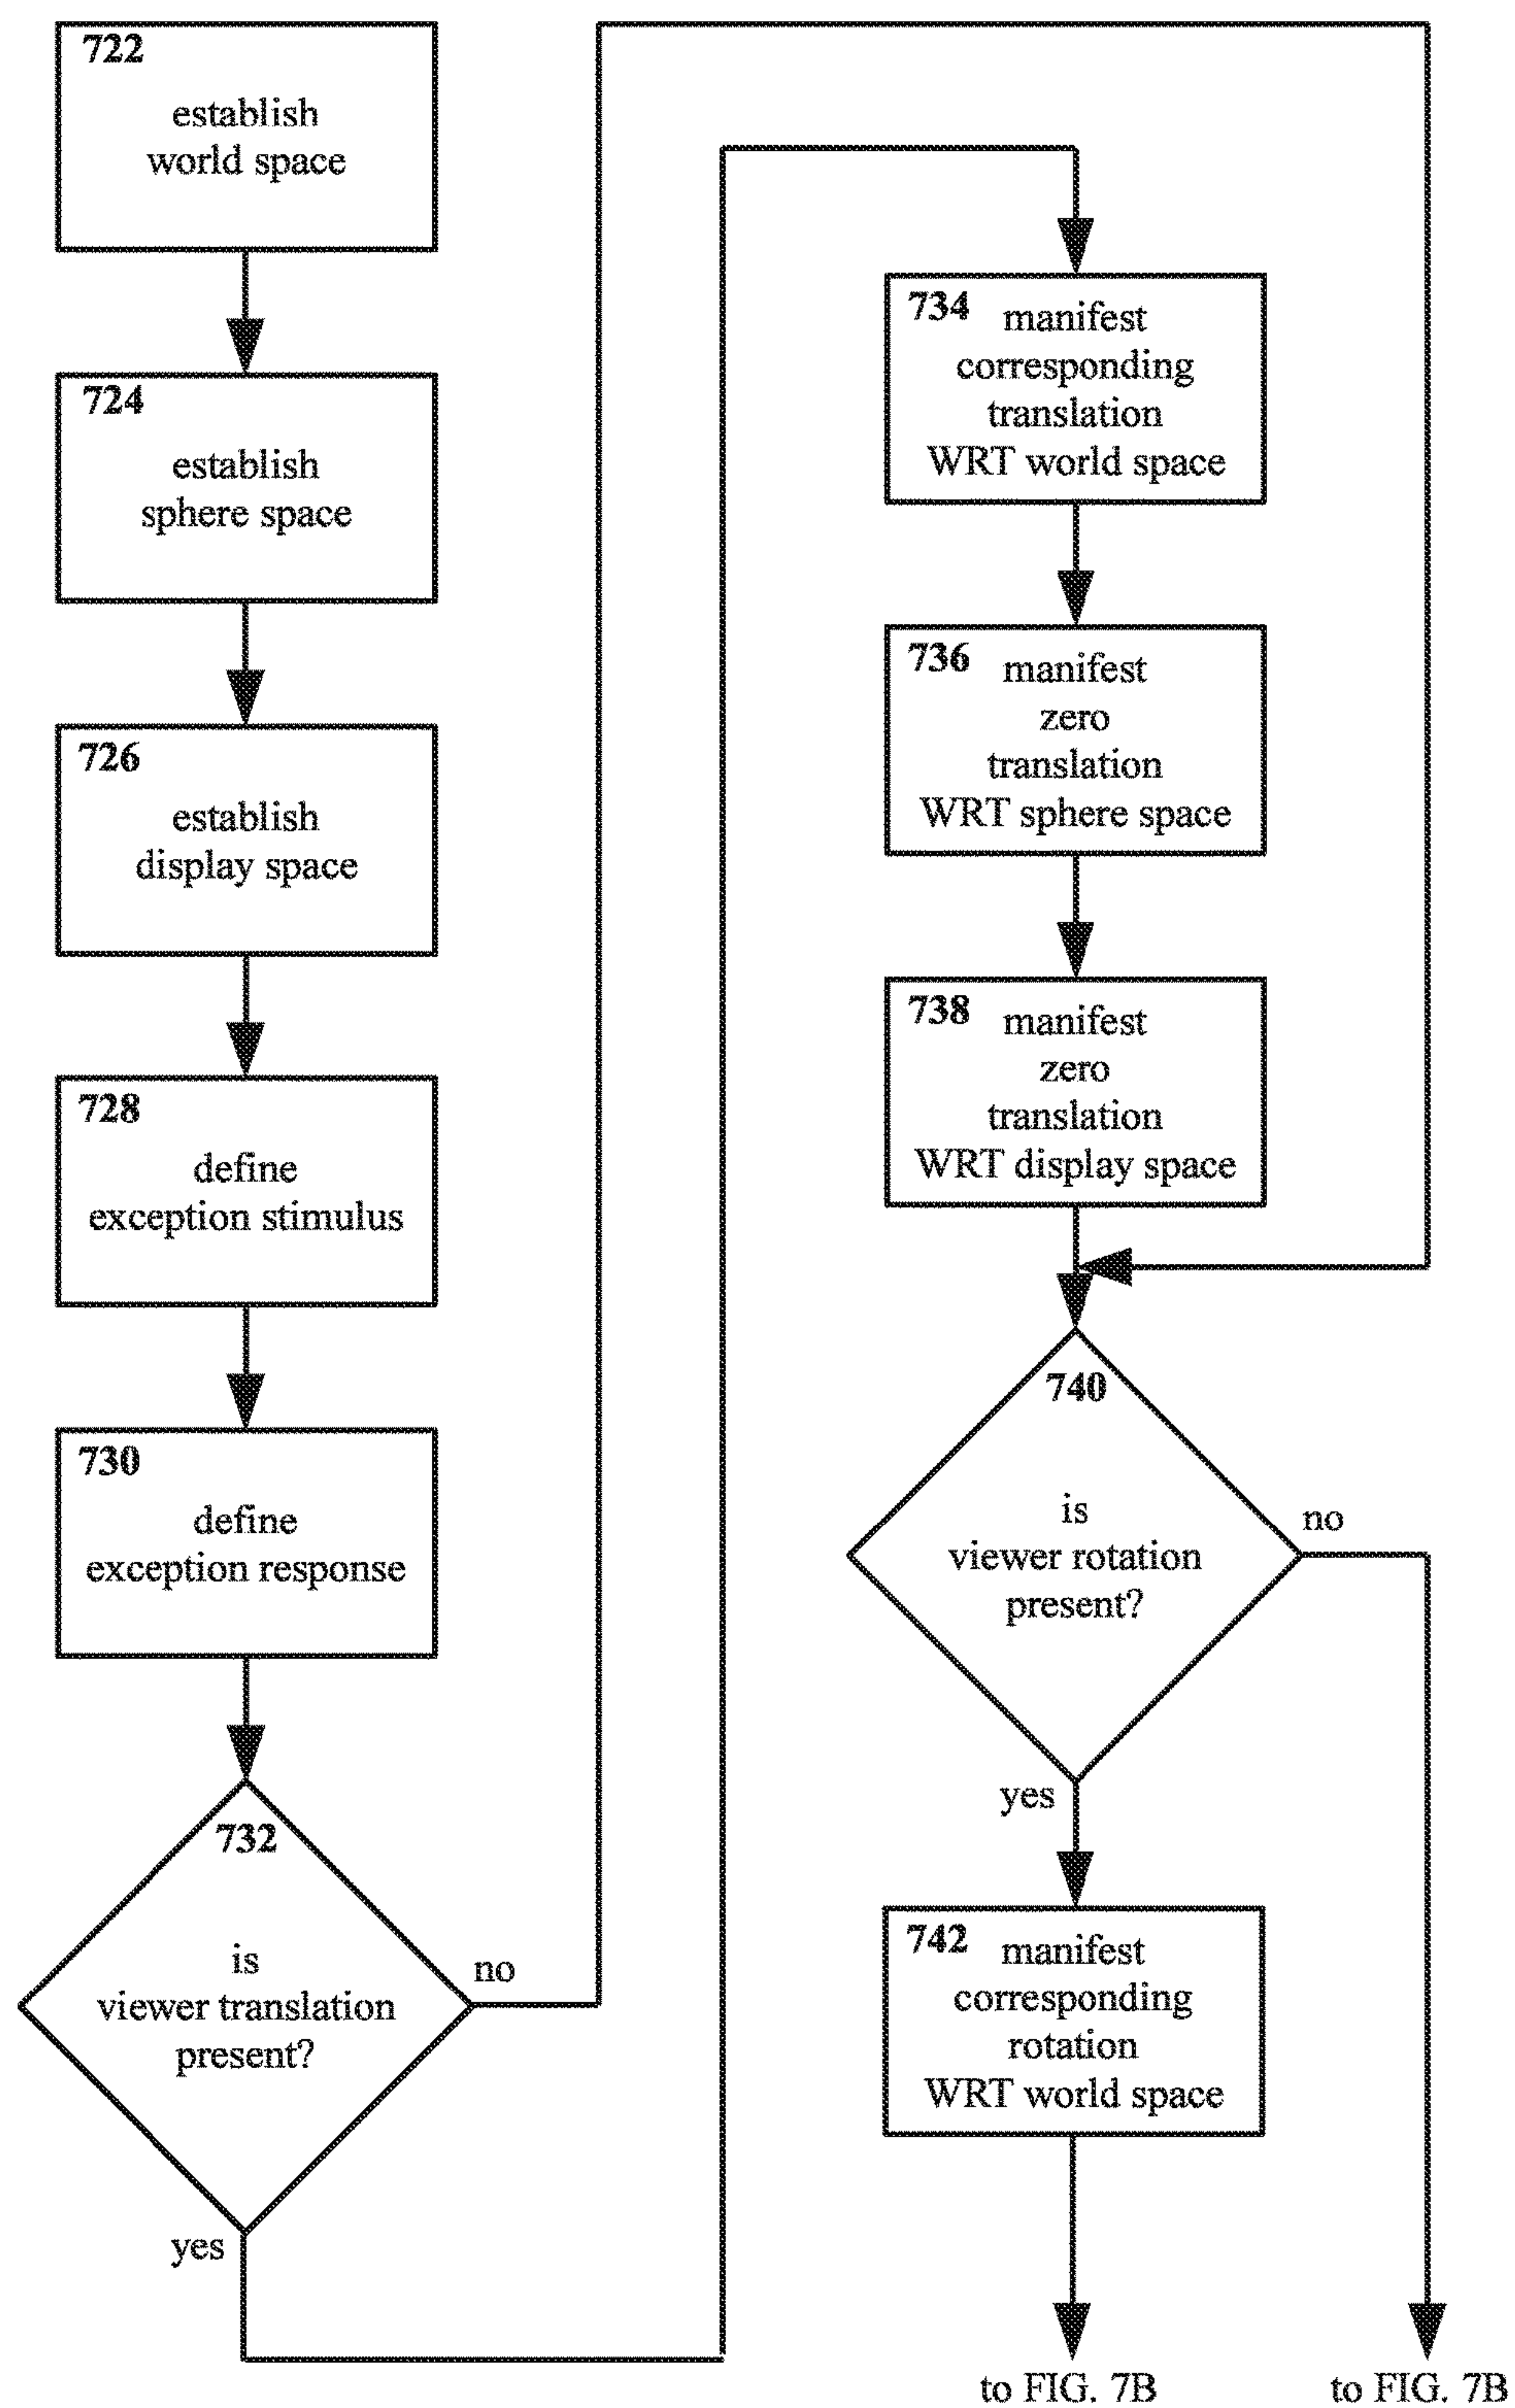 722
establish
world space
724
establish
sphere space
726
establish
display space
728
define
exception stimulus
730
define
exception response
732
is
viewer translation
present?
no
yes
734 manifest
corresponding
translation
WRT world space
736 manifest
zero
translation
WRT sphere space
738 manifest
zero
translation
WRT display space
740
is
viewer rotation
present?
no
yes
742 manifest
corresponding
rotation
WRT world space
to FIG. 7B
to FIG. 7B